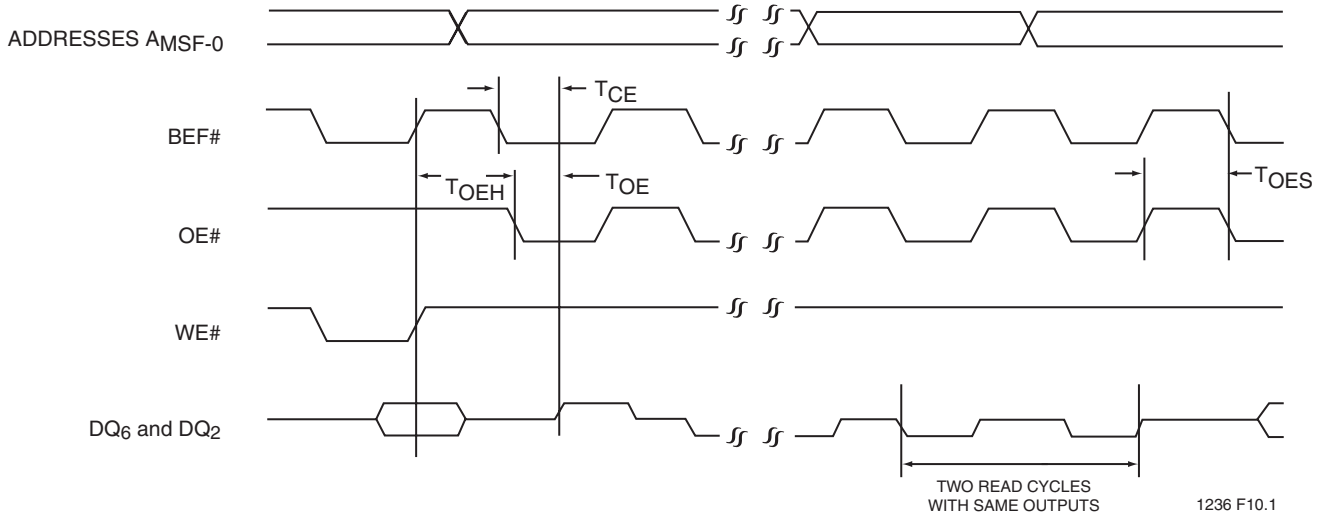 ADDRESSES AMSF-0
TCE
BEF#
TOEH
TOE
TOES
OE#
WE#
DQ6 and DQ2
TWO READ CYCLES
WITH SAME OUTPUTS
1236 F10.1